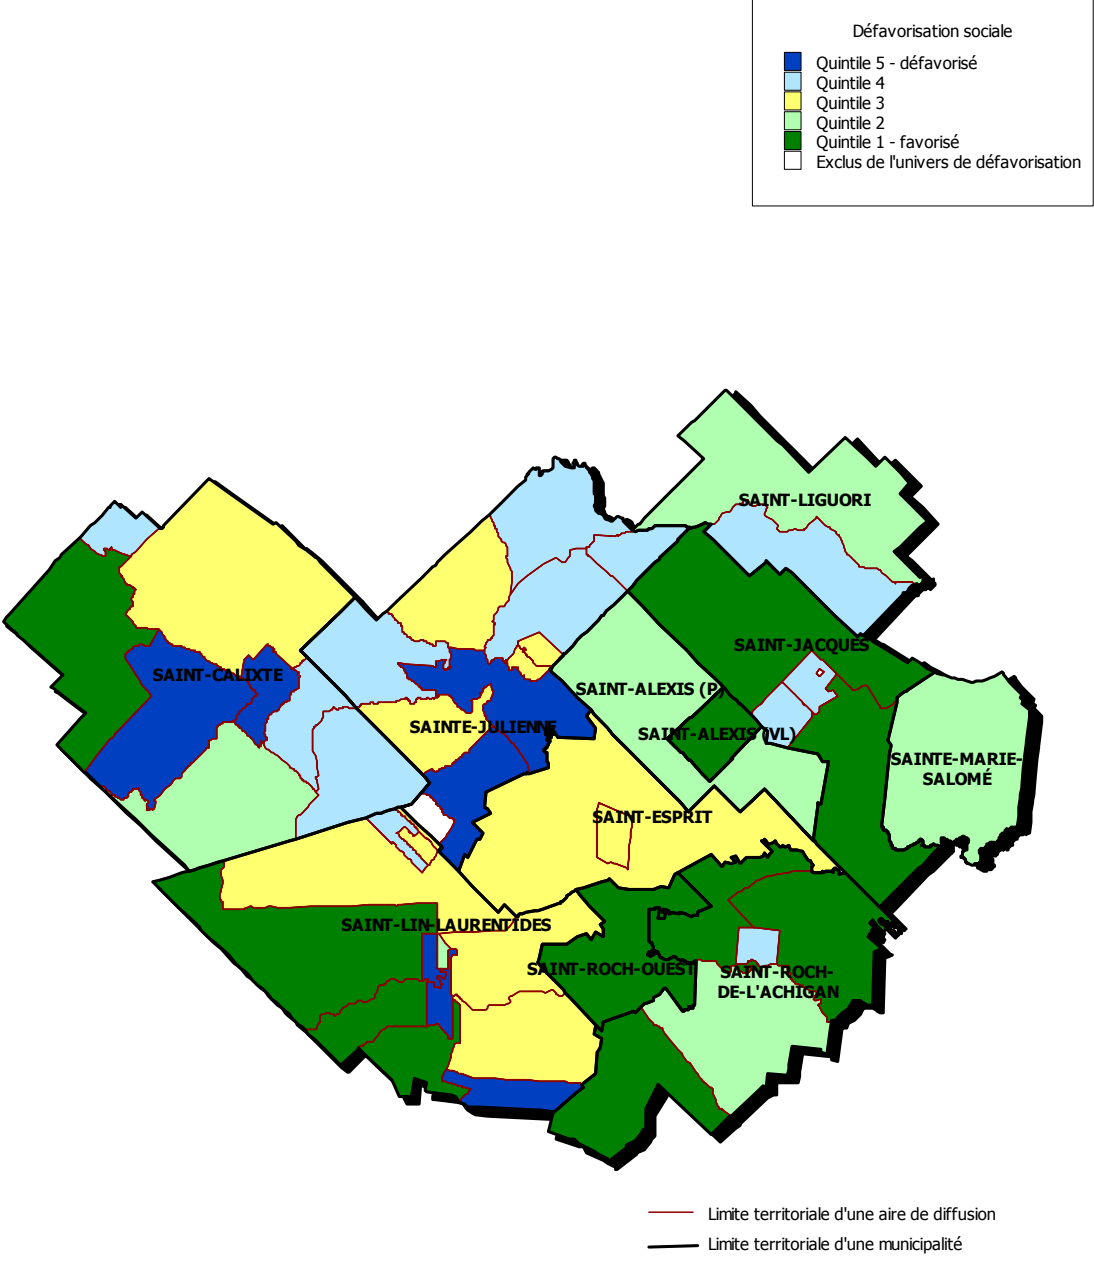 Défavorisation sociale
Quintile 5 - défavorisé
Quintile 4
Quintile 3
Quintile 2
Quintile 1 - favorisé
Exclus de l'univers de défavorisation
SAINT-LIGUORI
SAINT-JACQUES
SAINT-CALIXTE
SAINT-ALEXIS (P)
SAINTE-JULIENNE
SAINT-ALEXIS (VL)
SAINTE-MARIE-
SALOMÉ
SAINT-ESPRIT
SAINT-LIN-LAURENTIDES
SAINT-ROCH-OUEST
SAINT-ROCH-
DE-L'ACHIGAN
Limite territoriale d'une aire de diffusion
Limite territoriale d'une municipalité